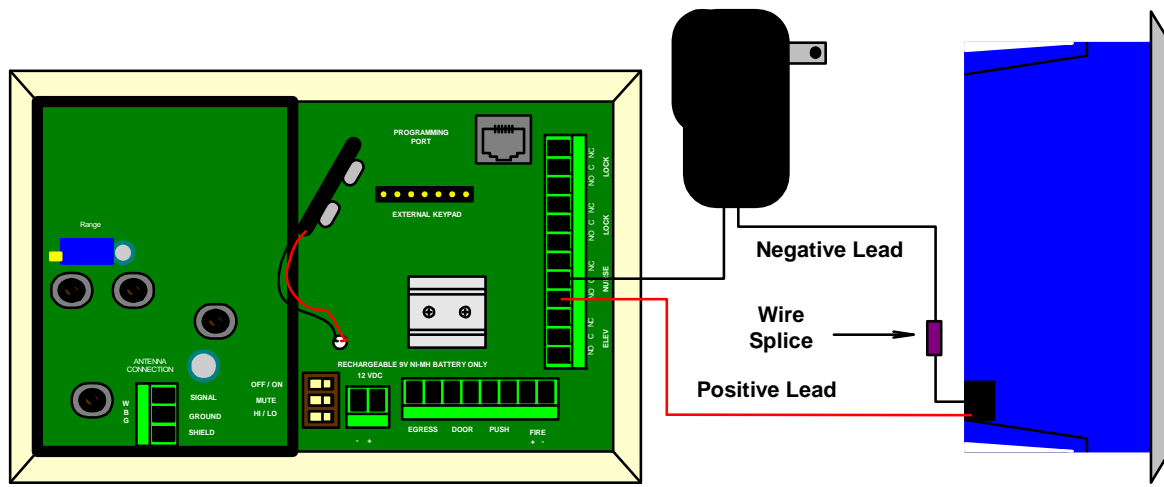 PROGRAMMING
PORT
EXTERNAL KEYPAD
NO C NC
LOCK
NO C NC
LOCK
NO C NC
NURSE
NO C NC
ELEV
Range
ANTENNA
CONNECTION
W
B
G
SIGNAL
GROUND
SHIELD
RECHARGEABLE 9V NI-MH BATTERY ONLY
12 VDC
OFF / ON
MUTE
HI / LO
- +
EGRESS DOOR PUSH FIRE
+ -
Negative Lead
Wire
Splice
Positive Lead